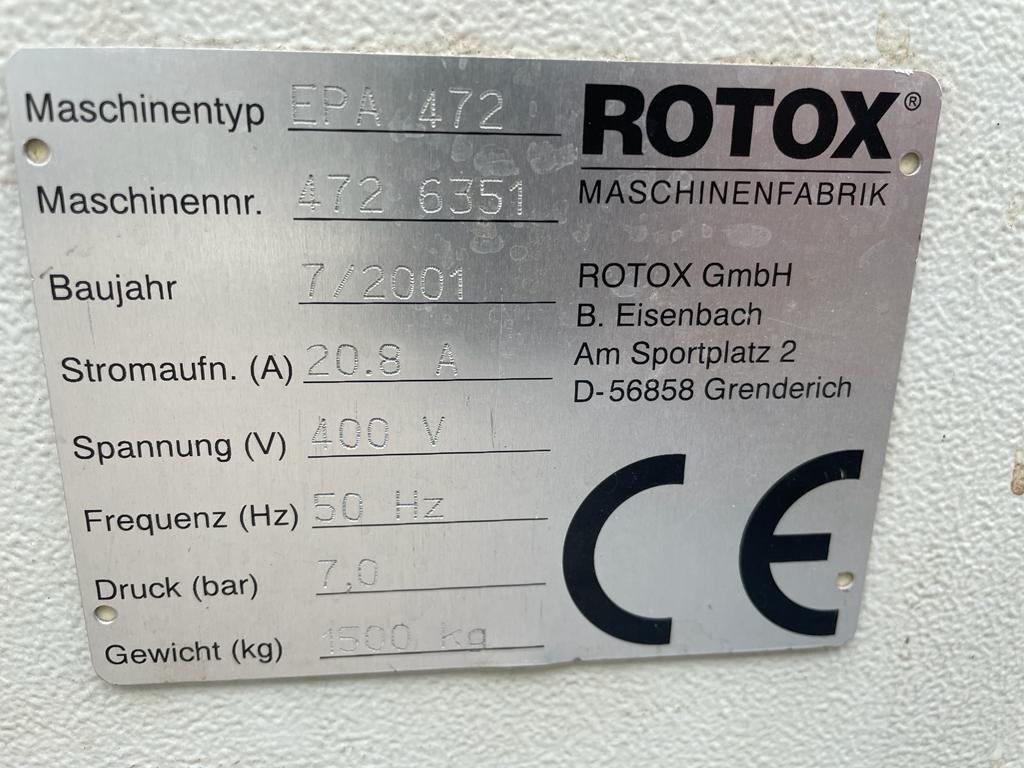 Maschinentyp EPA 472
Maschinennr. 472 6351
Baujahr 7/2001
Stromaufn. (A) 20.8 A
Spannung (V) 400 V
Frequenz (Hz) 50 Hz
Druck (bar) 7,0
Gewicht (kg) 1500 kg
ROTOX®
MASCHINENFABRIK
ROTOX GmbH
B. Eisenbach
Am Sportplatz 2
D-56858 Grenderich
CE